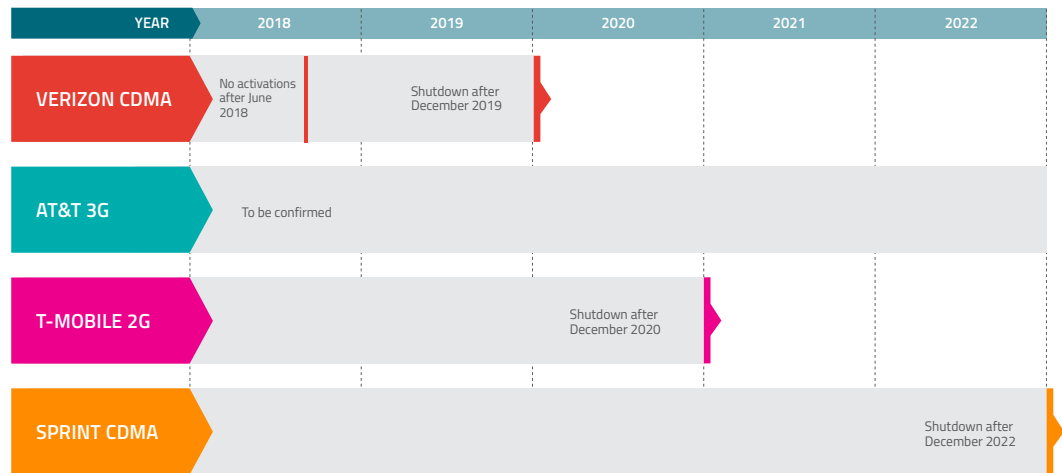 YEAR 2018 2019 2020 2021 2022
VERIZON CDMA
No activations
after June
2018
Shutdown after
December 2019
AT&T 3G
To be confirmed
T-MOBILE 2G
Shutdown after
December 2020
SPRINT CDMA
Shutdown after
December 2022